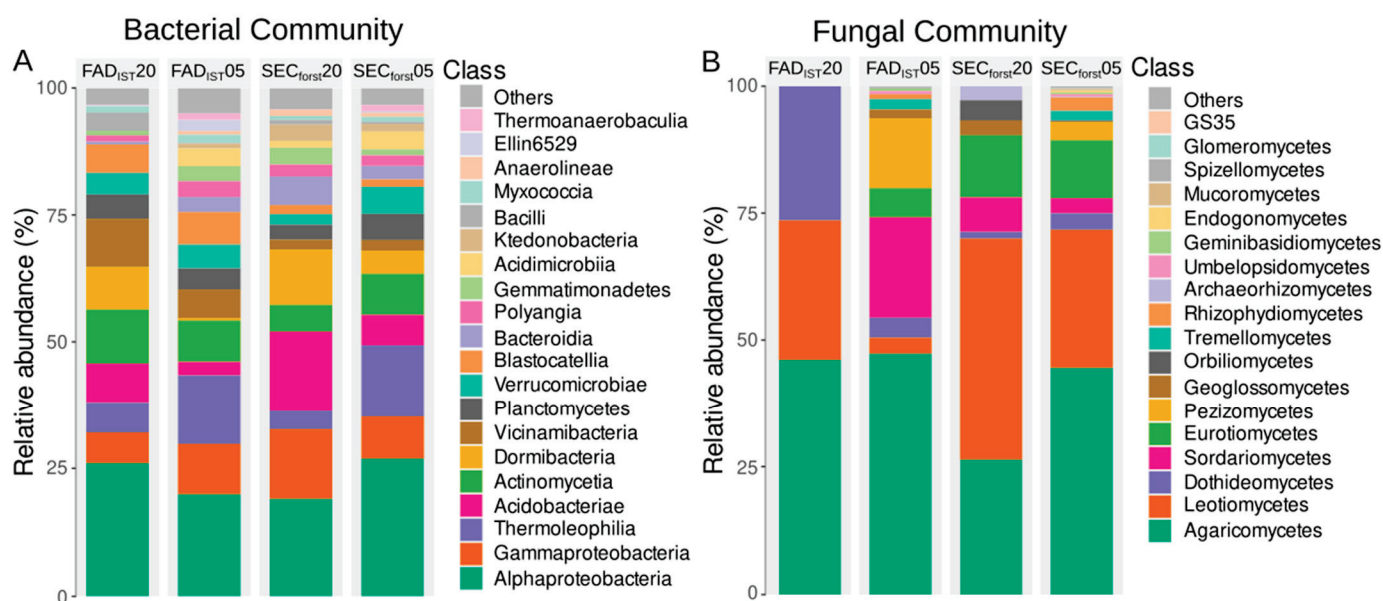 Bacterial Community
A
FADIST20
FADIST05
SECforst20
SECforst05
Relative abundance (%)
100
75
50
25
0
Class
Others
Thermoanaerobaculia
Ellin6529
Anaerolineae
Myxococcia
Bacilli
Ktedonobacteria
Acidimicrobiia
Gemmatimonadetes
Polyangia
Bacteroidia
Blastocatellia
Verrucomicrobiae
Planctomycetes
Vicinamibacteria
Dormibacteria
Actinomycetia
Acidobacteriae
Thermoleophilia
Gammaproteobacteria
Alphaproteobacteria
Fungal Community
B
FADIST20
FADIST05
SECforst20
SECforst05
Relative abundance (%)
100
75
50
25
0
Class
Others
GS35
Glomeromycetes
Spizellomycetes
Mucoromycetes
Endogonomycetes
Geminibasidiomycetes
Umbelopsidomycetes
Archaeorhizomycetes
Rhizophydiomycetes
Tremellomycetes
Orbiliomycetes
Geoglossomycetes
Pezizomycetes
Eurotiomycetes
Sordariomycetes
Dothideomycetes
Leotiomycetes
Agaricomycetes